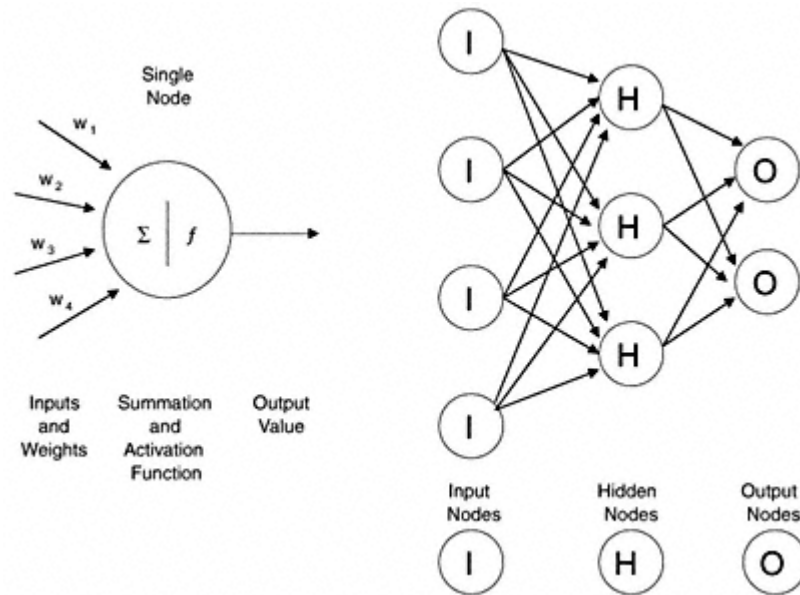 Single
Node
w₁
w₂
w₃
w₄
Σ | f
Inputs
and
Weights
Summation
and
Activation
Function
Output
Value
I
I
I
I
H
H
H
O
O
Input
Nodes
Hidden
Nodes
Output
Nodes
I
H
O